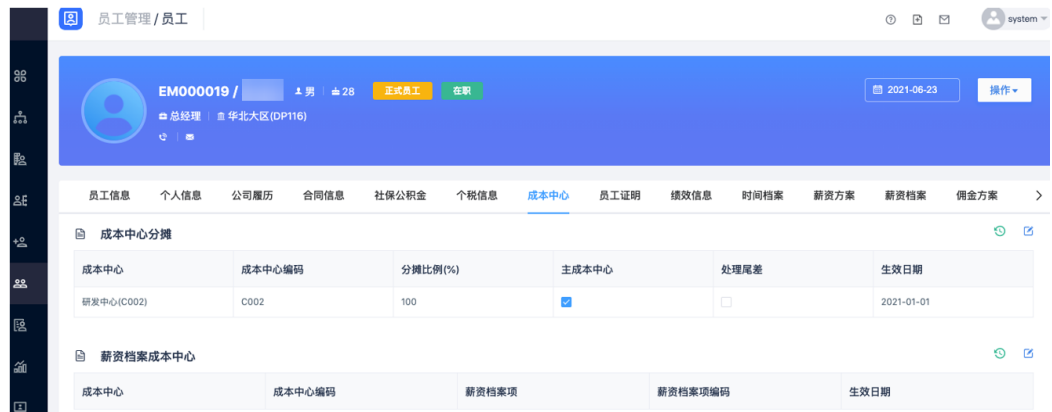 员工管理 / 员工
system
EM000019 / 男 28 正式员工 在职
2021-06-23 操作
总经理 华北大区(DP116)
员工信息 个人信息 公司履历 合同信息 社保公积金 个税信息 成本中心 员工证明 绩效信息 时间档案 薪资方案 薪资档案 佣金方案
成本中心分摊
成本中心 成本中心编码 分摊比例(%) 主成本中心 处理尾差 生效日期
研发中心(C002) C002 100 2021-01-01
薪资档案成本中心
成本中心 成本中心编码 薪资档案项 薪资档案项编码 生效日期